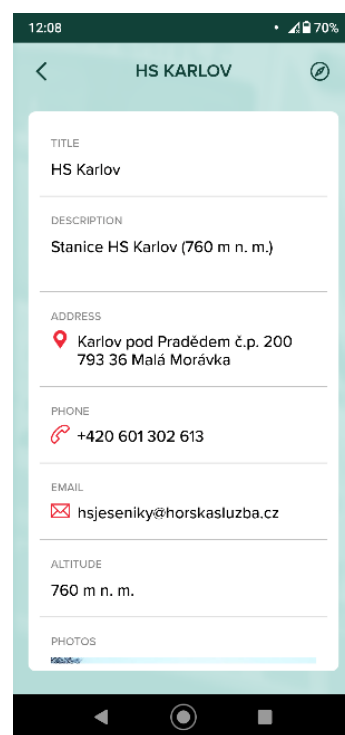 12:08
70%
HS KARLOV
TITLE
HS Karlov
DESCRIPTION
Stanice HS Karlov (760 m n. m.)
ADDRESS
Karlov pod Pradědem č.p. 200
793 36 Malá Morávka
PHONE
+420 601 302 613
EMAIL
hsjeseniky@horskasluzba.cz
ALTITUDE
760 m n. m.
PHOTOS